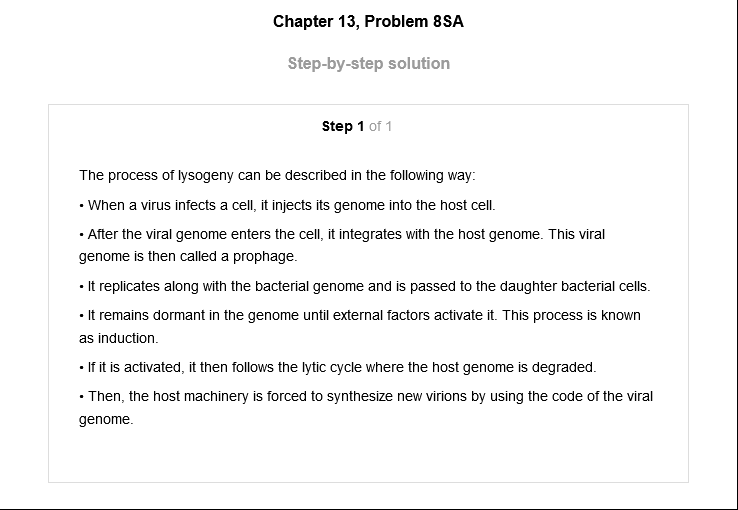 Chapter 13, Problem 8SA
Step-by-step solution
Step 1 of 1
The process of lysogeny can be described in the following way:
• When a virus infects a cell, it injects its genome into the host cell.
• After the viral genome enters the cell, it integrates with the host genome. This viral
genome is then called a prophage.
• It replicates along with the bacterial genome and is passed to the daughter bacterial cells.
• It remains dormant in the genome until external factors activate it. This process is known
as induction.
• If it is activated, it then follows the lytic cycle where the host genome is degraded.
• Then, the host machinery is forced to synthesize new virions by using the code of the viral
genome.